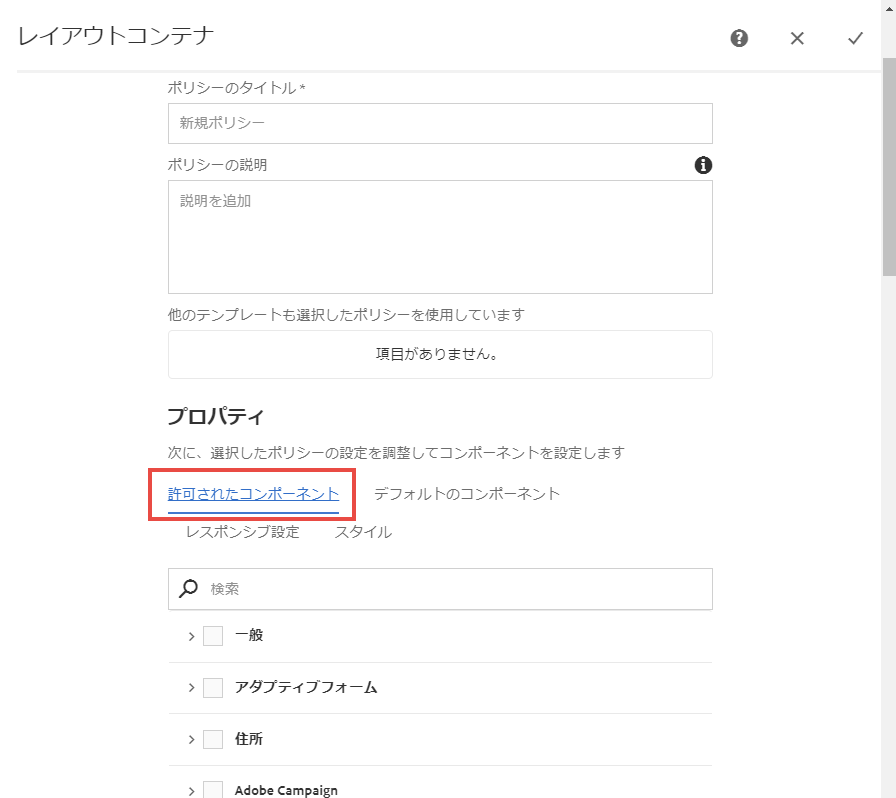 レイアウトコンテナ
ポリシーのタイトル *
新規ポリシー
ポリシーの説明
説明を追加
他のテンプレートも選択したポリシーを使用しています
項目がありません。
プロパティ
次に、選択したポリシーの設定を調整してコンポーネントを設定します
許可されたコンポーネント デフォルトのコンポーネント
レスポンシブ設定 スタイル
検索
一般
アダプティブフォーム
住所
Adobe Campaign